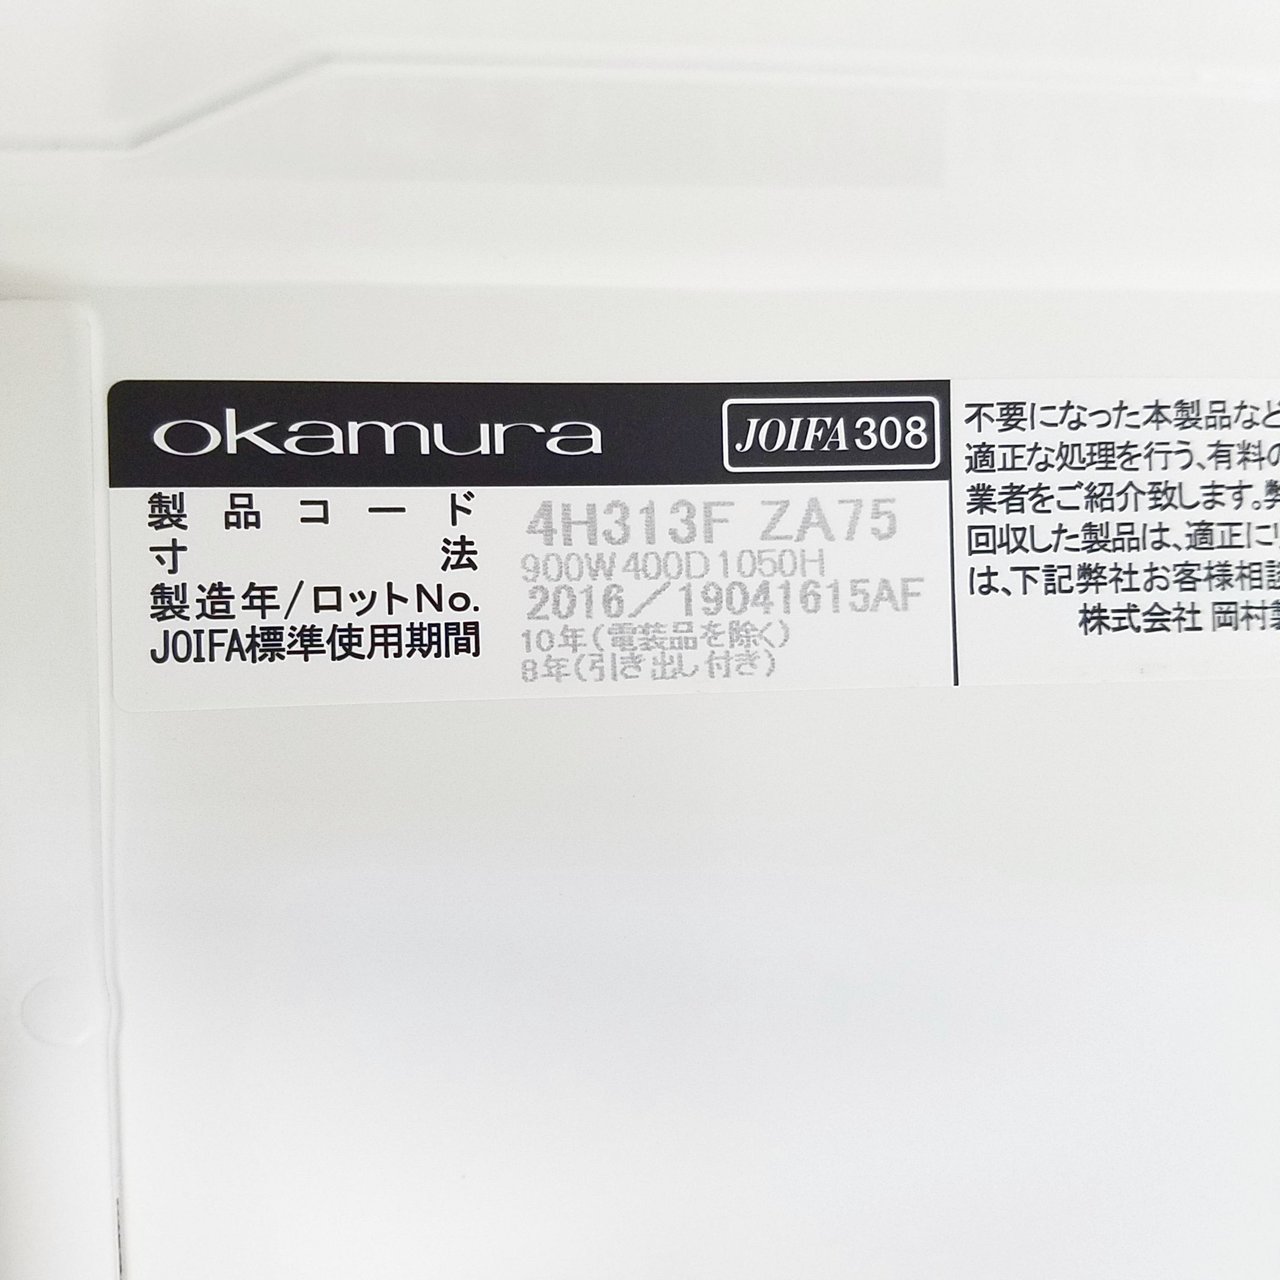 okamura JOIFA308
製品コード 4H313F ZA75
寸法 900W400D1050H
製造年/ロットNo. 2016/19041615AF
JOIFA標準使用期間 10年(電装品を除く)
8年(引き出し付き)
不要になった本製品など
適正な処理を行う、有料の
業者をご紹介致します。弊
回収した製品は、適正に
は、下記弊社お客様相談
株式会社 岡村製